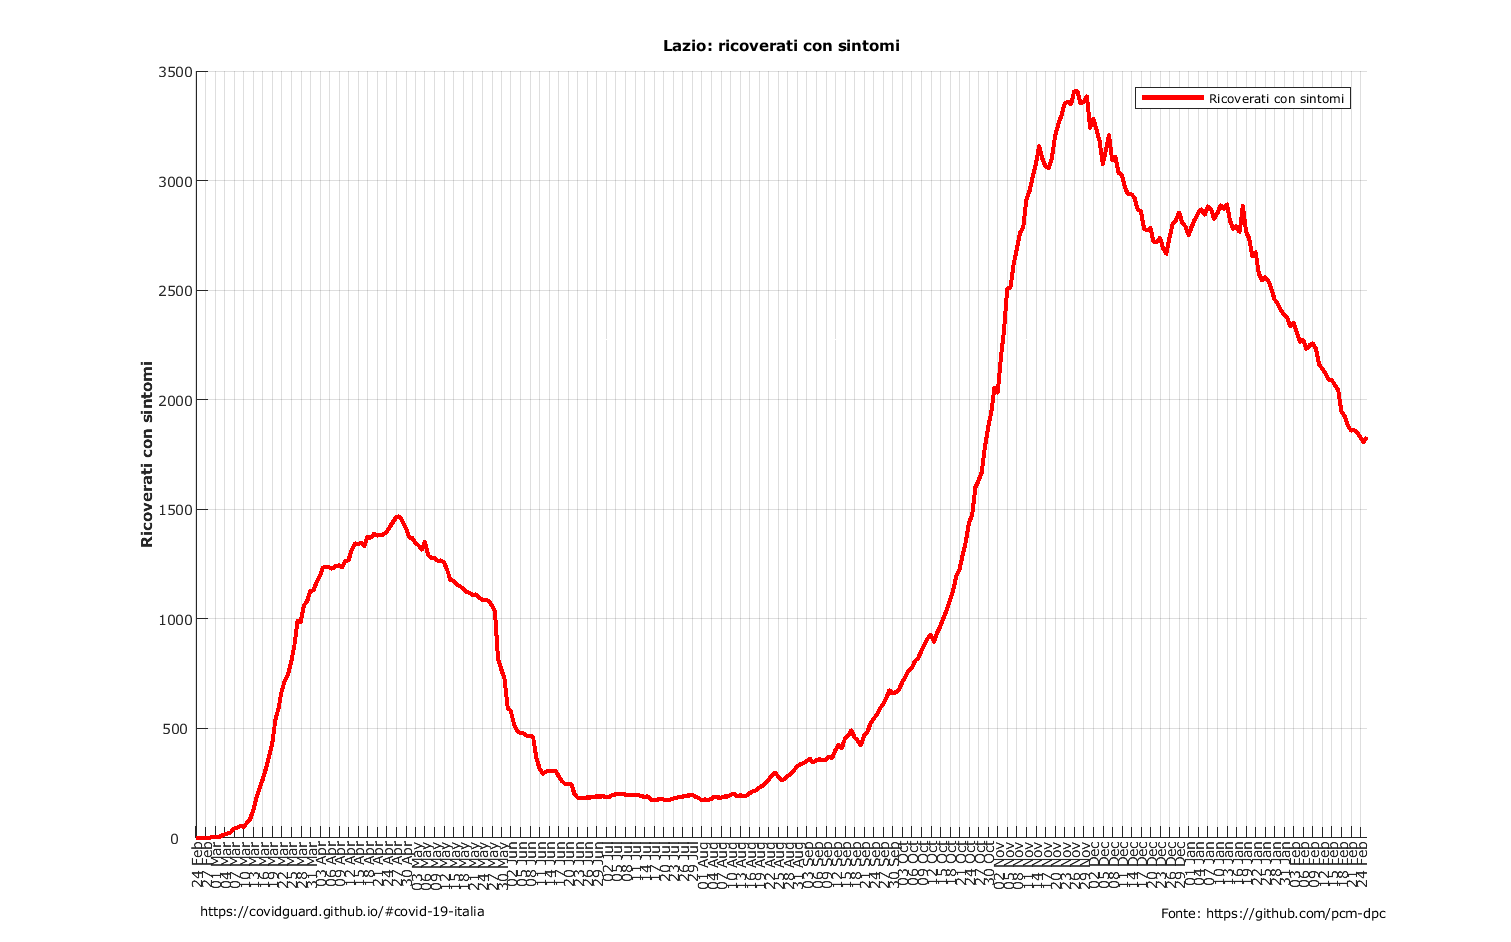 Lazio: ricoverati con sintomi
Ricoverati con sintomi
3500
3000
2500
2000
1500
1000
500
0
Ricoverati con sintomi
24 Feb
27 Feb
01 Mar
04 Mar
07 Mar
10 Mar
13 Mar
16 Mar
19 Mar
22 Mar
25 Mar
28 Mar
31 Mar
03 Apr
06 Apr
09 Apr
12 Apr
15 Apr
18 Apr
21 Apr
24 Apr
27 Apr
30 Apr
03 May
06 May
09 May
12 May
15 May
18 May
21 May
24 May
27 May
30 May
02 Jun
05 Jun
08 Jun
11 Jun
14 Jun
17 Jun
20 Jun
23 Jun
26 Jun
29 Jun
02 Jul
05 Jul
08 Jul
11 Jul
14 Jul
17 Jul
20 Jul
23 Jul
26 Jul
29 Jul
01 Aug
04 Aug
07 Aug
10 Aug
13 Aug
16 Aug
19 Aug
22 Aug
25 Aug
28 Aug
31 Aug
03 Sep
06 Sep
09 Sep
12 Sep
15 Sep
18 Sep
21 Sep
24 Sep
27 Sep
30 Sep
03 Oct
06 Oct
09 Oct
12 Oct
15 Oct
18 Oct
21 Oct
24 Oct
27 Oct
30 Oct
02 Nov
05 Nov
08 Nov
11 Nov
14 Nov
17 Nov
20 Nov
23 Nov
26 Nov
29 Nov
02 Dec
05 Dec
08 Dec
11 Dec
14 Dec
17 Dec
20 Dec
23 Dec
26 Dec
29 Dec
01 Jan
04 Jan
07 Jan
10 Jan
13 Jan
16 Jan
19 Jan
22 Jan
25 Jan
28 Jan
31 Jan
03 Feb
06 Feb
09 Feb
12 Feb
15 Feb
18 Feb
21 Feb
24 Feb
https://covidguard.github.io/#covid-19-italia
Fonte: https://github.com/pcm-dpc